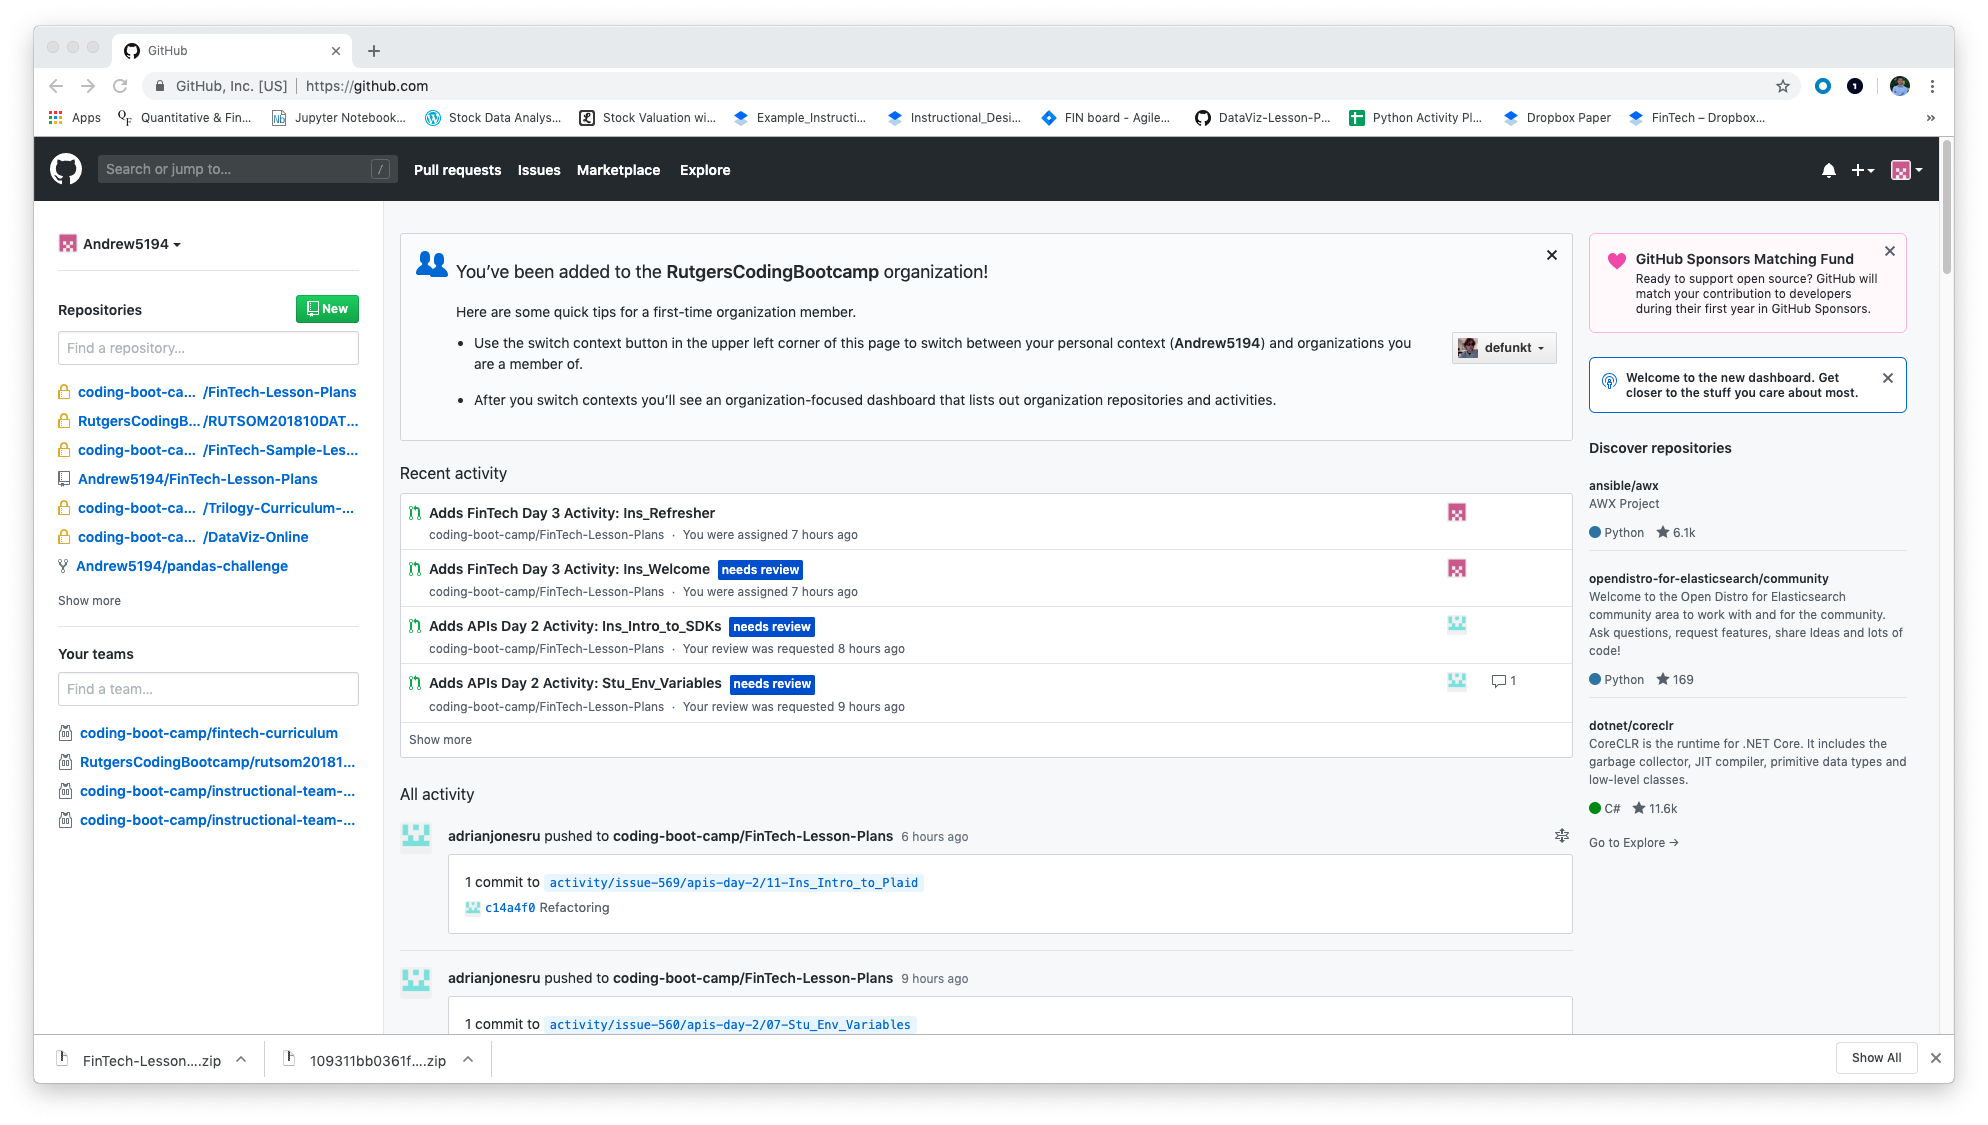 GitHub
GitHub, Inc. [US] | https://github.com
1
Apps
QF
Quantitative & Fin...
Nb
Jupyter Notebook...
Stock Data Analys...
Stock Valuation wi...
Example_Instructi...
Instructional_Desi...
FIN board - Agile...
DataViz-Lesson-P...
Python Activity Pl...
Dropbox Paper
FinTech – Dropbox...
»
Search or jump to...
/
Pull requests
Issues
Marketplace
Explore
Andrew5194
Repositories
New
Find a repository...
coding-boot-ca... /FinTech-Lesson-Plans
RutgersCodingB... /RUTSOM201810DAT...
coding-boot-ca... /FinTech-Sample-Les...
Andrew5194/FinTech-Lesson-Plans
coding-boot-ca... /Trilogy-Curriculum-...
coding-boot-ca... /DataViz-Online
Andrew5194/pandas-challenge
Show more
Your teams
Find a team...
coding-boot-camp/fintech-curriculum
RutgersCodingBootcamp/rutsom20181...
coding-boot-camp/instructional-team-...
coding-boot-camp/instructional-team-...
You've been added to the RutgersCodingBootcamp organization!
Here are some quick tips for a first-time organization member.
• Use the switch context button in the upper left corner of this page to switch between your personal context (Andrew5194) and organizations you
are a member of.
defunkt
• After you switch contexts you'll see an organization-focused dashboard that lists out organization repositories and activities.
Recent activity
Adds FinTech Day 3 Activity: Ins_Refresher
coding-boot-camp/FinTech-Lesson-Plans · You were assigned 7 hours ago
Adds FinTech Day 3 Activity: Ins_Welcome needs review
coding-boot-camp/FinTech-Lesson-Plans · You were assigned 7 hours ago
Adds APIs Day 2 Activity: Ins_Intro_to_SDKs needs review
coding-boot-camp/FinTech-Lesson-Plans · Your review was requested 8 hours ago
Adds APIs Day 2 Activity: Stu_Env_Variables needs review
1
coding-boot-camp/FinTech-Lesson-Plans · Your review was requested 9 hours ago
Show more
All activity
adrianjonesru pushed to coding-boot-camp/FinTech-Lesson-Plans 6 hours ago
1 commit to activity/issue-569/apis-day-2/11-Ins_Intro_to_Plaid
c14a4f0 Refactoring
adrianjonesru pushed to coding-boot-camp/FinTech-Lesson-Plans 9 hours ago
1 commit to activity/issue-560/apis-day-2/07-Stu_Env_Variables
GitHub Sponsors Matching Fund
Ready to support open source? GitHub will
match your contribution to developers
during their first year in GitHub Sponsors.
Welcome to the new dashboard. Get
closer to the stuff you care about most.
Discover repositories
ansible/awx
AWX Project
Python 6.1k
opendistro-for-elasticsearch/community
Welcome to the Open Distro for Elasticsearch
community area to work with and for the community.
Ask questions, request features, share Ideas and lots of
code!
Python 169
dotnet/coreclr
CoreCLR is the runtime for .NET Core. It includes the
garbage collector, JIT compiler, primitive data types and
low-level classes.
C# 11.6k
Go to Explore →
FinTech-Lesson....zip
109311bb0361f....zip
Show All